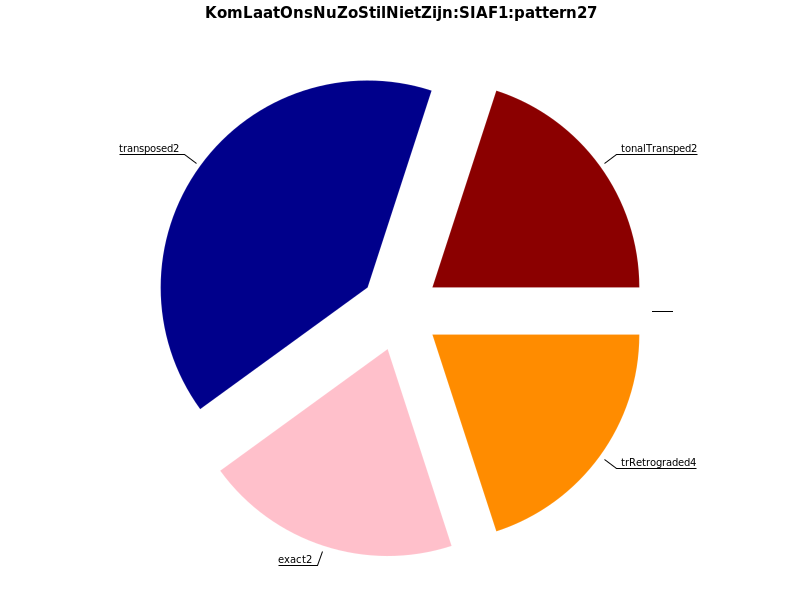 KomLaatOnsNuZoStilNietZijn:SIAF1:pattern27
transposed2
tonalTransped2
trRetrograded4
exact2